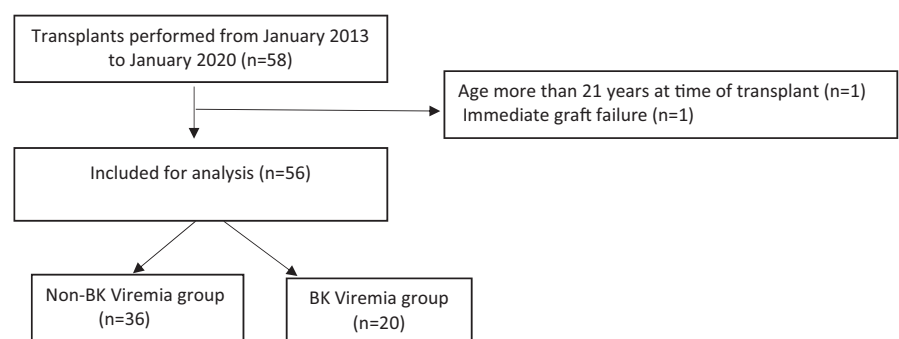 Transplants performed from January 2013
to January 2020 (n=58)
Age more than 21 years at time of transplant (n=1)
Immediate graft failure (n=1)
Included for analysis (n=56)
Non-BK Viremia group
(n=36)
BK Viremia group
(n=20)